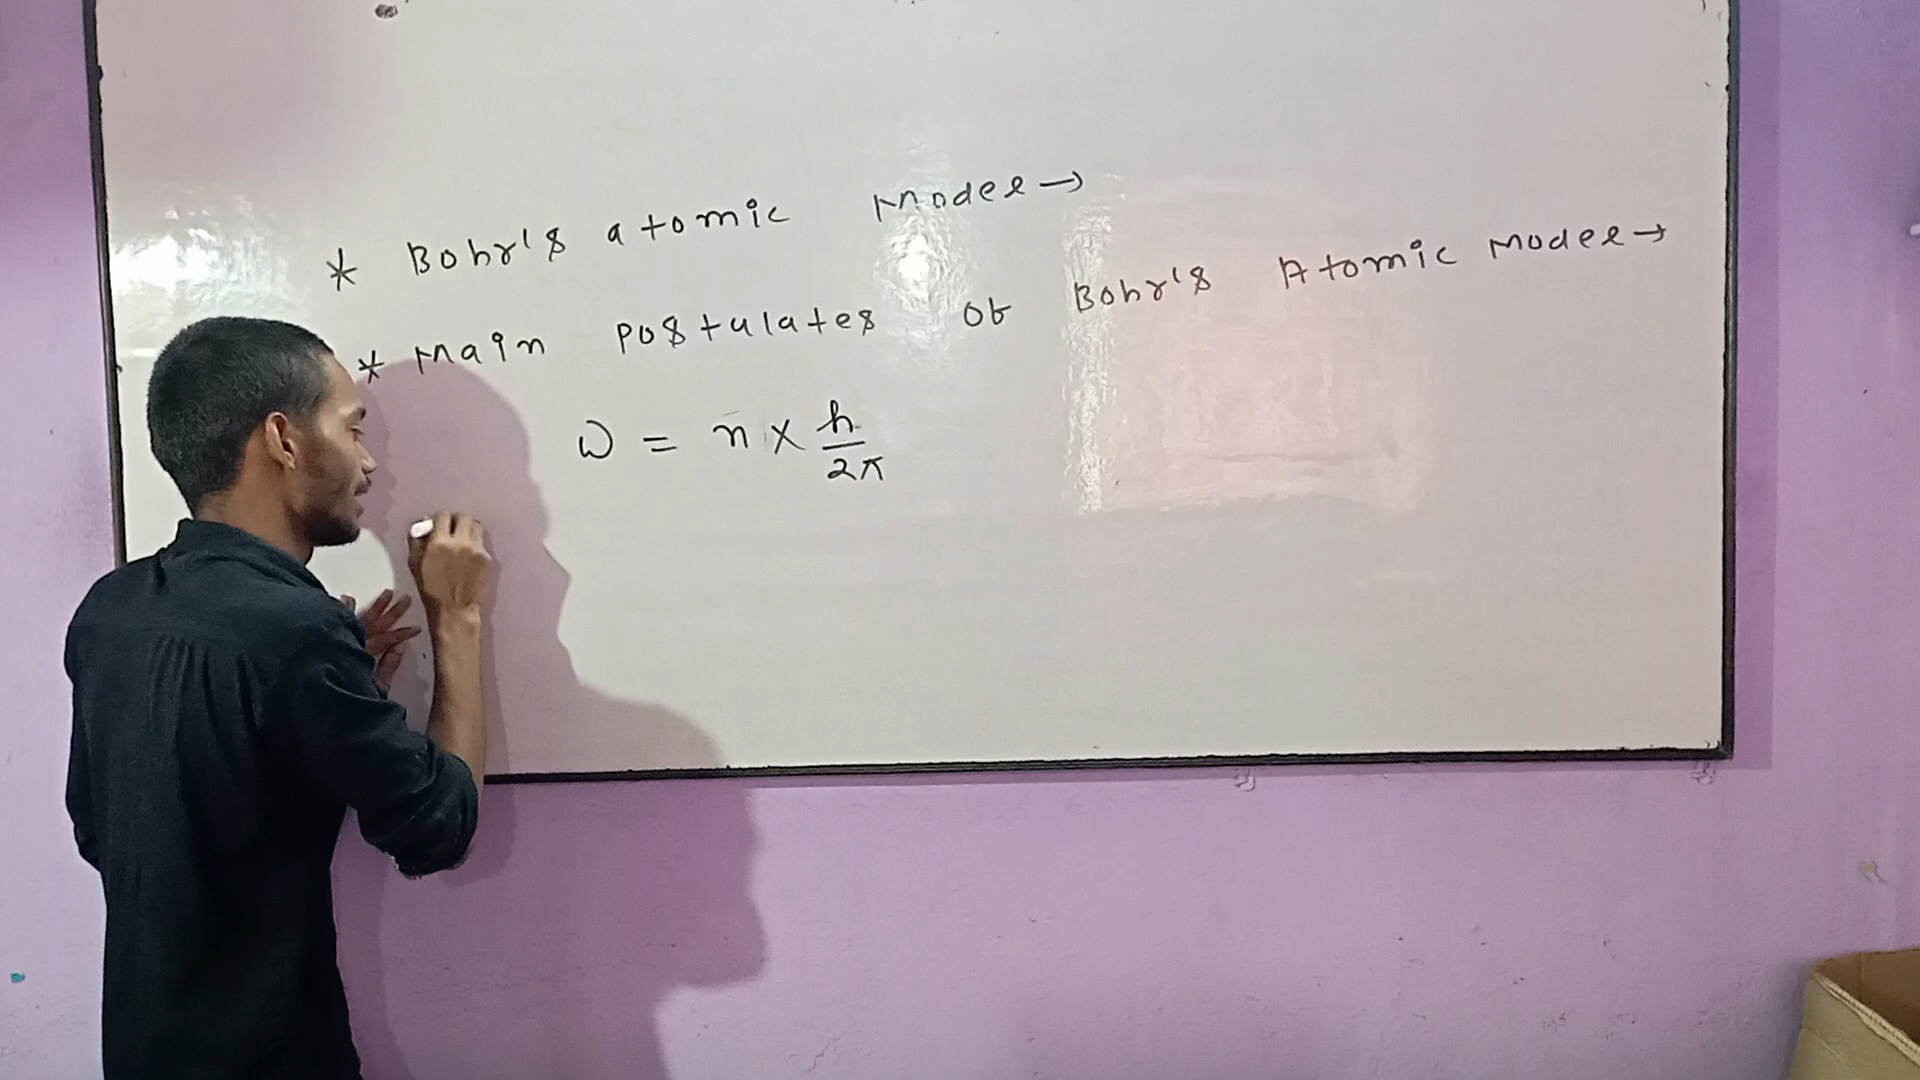 * Bohr's atomic Model →
* Main postulates of Bohr's Atomic Model →
ω = n × h/2π